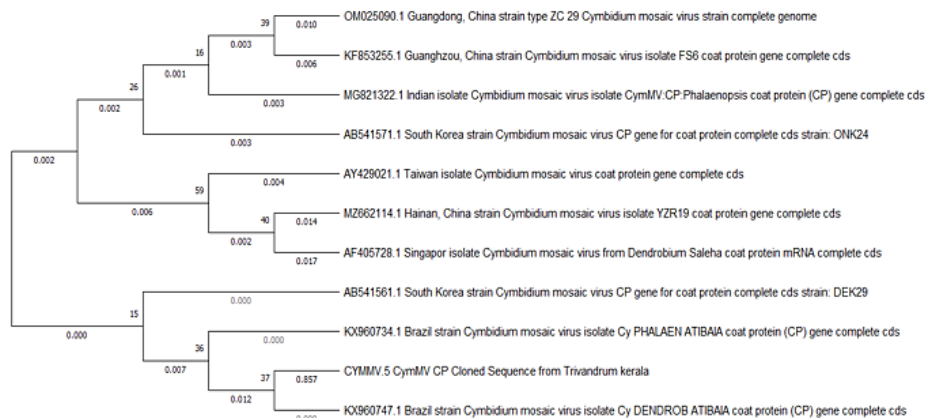 OM025090.1 Guangdong, China strain type ZC 29 Cymbidium mosaic virus strain complete genome
39
0.010
0.003
16
KF853255.1 Guanghzou, China strain Cymbidium mosaic virus isolate FS6 coat protein gene complete cds
0.006
0.001
26
MG821322.1 Indian isolate Cymbidium mosaic virus isolate CymMV:CP:Phalaenopsis coat protein (CP) gene complete cds
0.003
0.002
AB541571.1 South Korea strain Cymbidium mosaic virus CP gene for coat protein complete cds strain: ONK24
0.003
0.002
AY429021.1 Taiwan isolate Cymbidium mosaic virus coat protein gene complete cds
0.004
59
0.006
MZ662114.1 Hainan, China strain Cymbidium mosaic virus isolate YZR19 coat protein gene complete cds
40
0.014
0.002
AF405728.1 Singapor isolate Cymbidium mosaic virus from Dendrobium Saleha coat protein mRNA complete cds
0.017
AB541561.1 South Korea strain Cymbidium mosaic virus CP gene for coat protein complete cds strain: DEK29
0.000
15
0.000
KX960734.1 Brazil strain Cymbidium mosaic virus isolate Cy PHALAEN ATIBAIA coat protein (CP) gene complete cds
0.000
36
0.007
CYMMV.5 CymMV CP Cloned Sequence from Trivandrum kerala
37
0.857
0.012
KX960747.1 Brazil strain Cymbidium mosaic virus isolate Cy DENDROB ATIBAIA coat protein (CP) gene complete cds